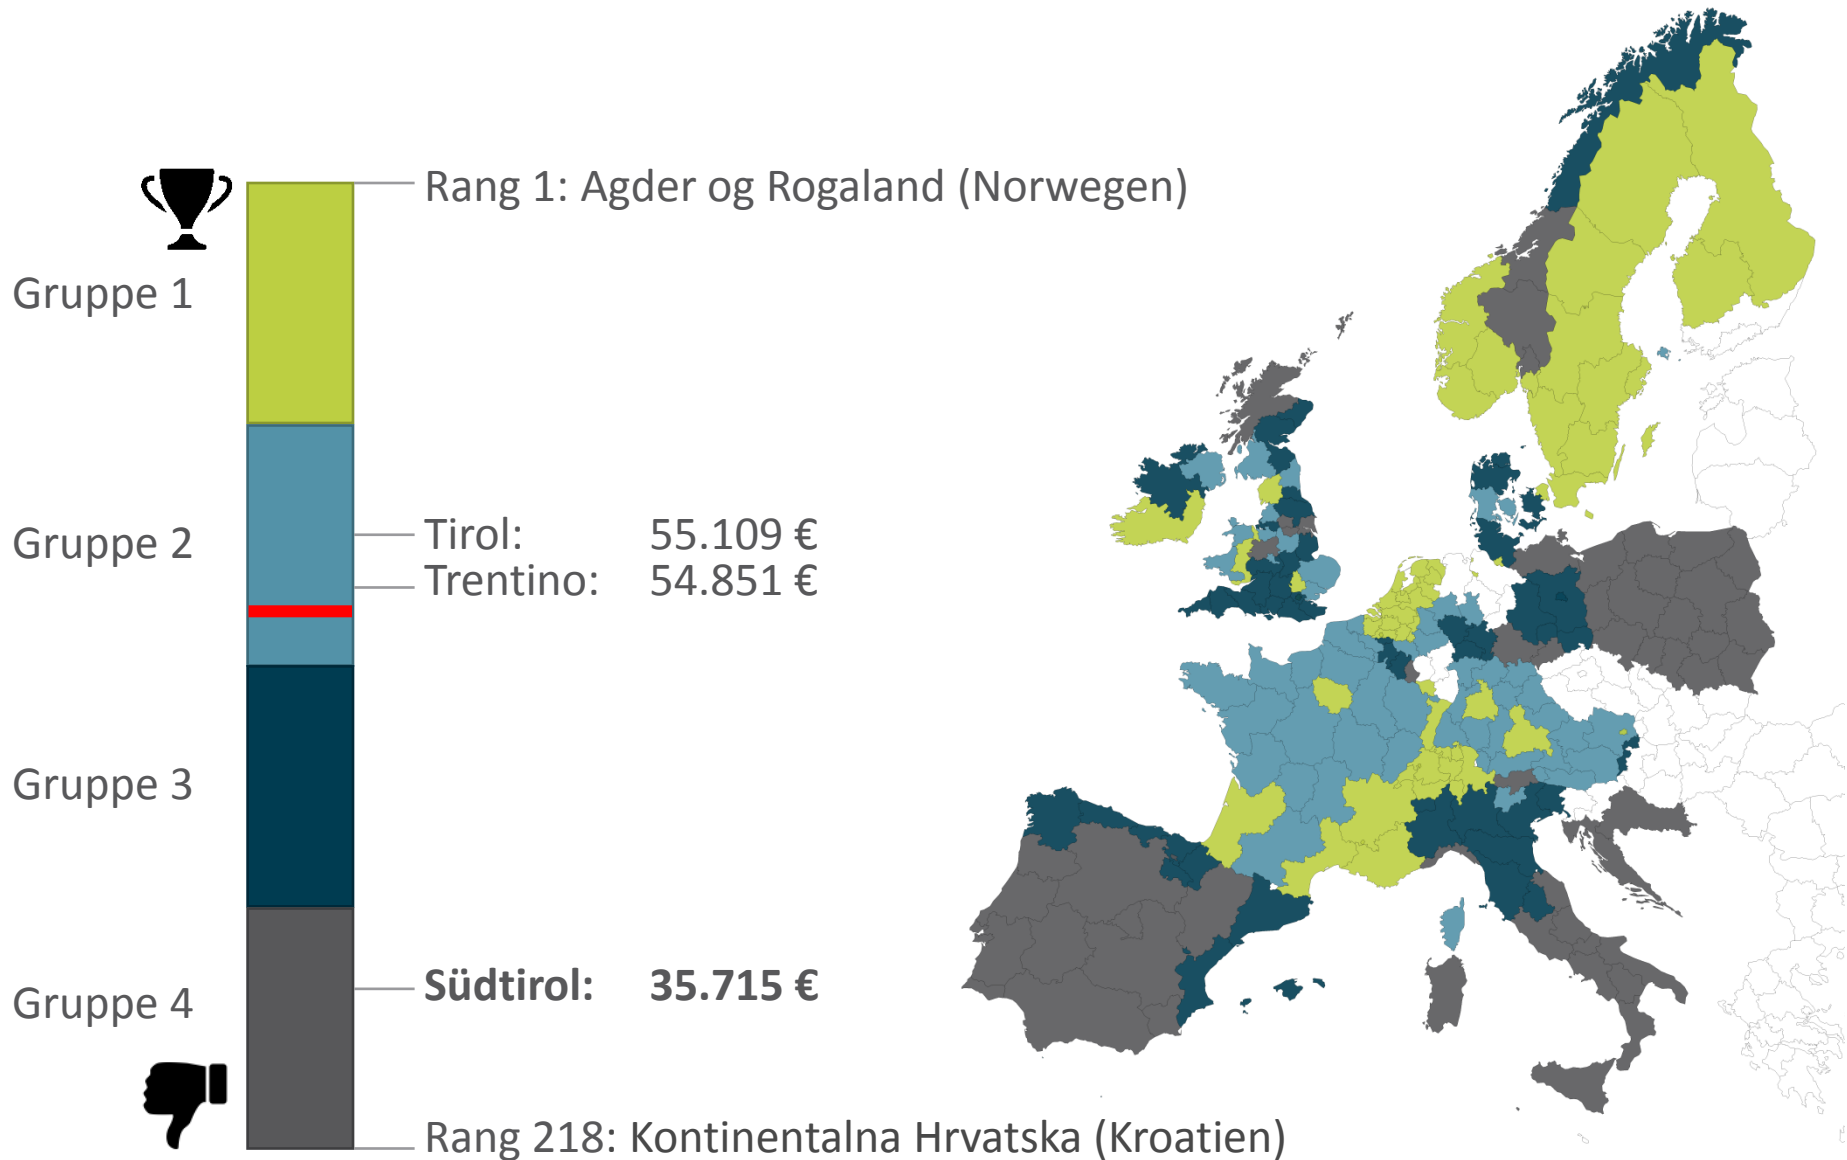 Rang 1: Agder og Rogaland (Norwegen)
Gruppe 1
Gruppe 2
Tirol: 55.109 €
Trentino: 54.851 €
Gruppe 3
Südtirol: 35.715 €
Gruppe 4
Rang 218: Kontinentalna Hrvatska (Kroatien)